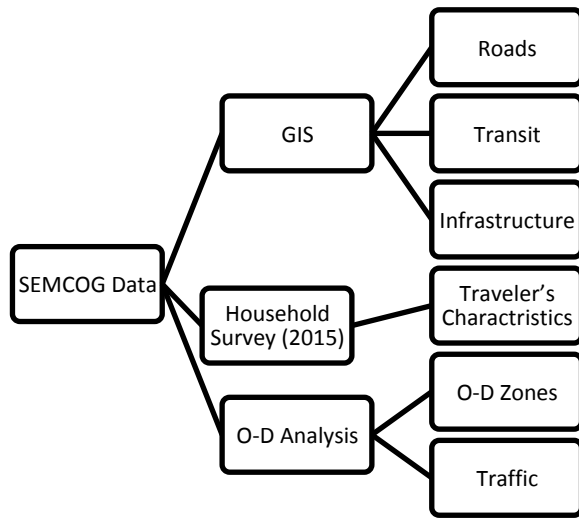 Roads
GIS
Transit
Infrastructure
SEMCOG Data
Household
Survey (2015)
Traveler's
Charactristics
O-D Analysis
O-D Zones
Traffic